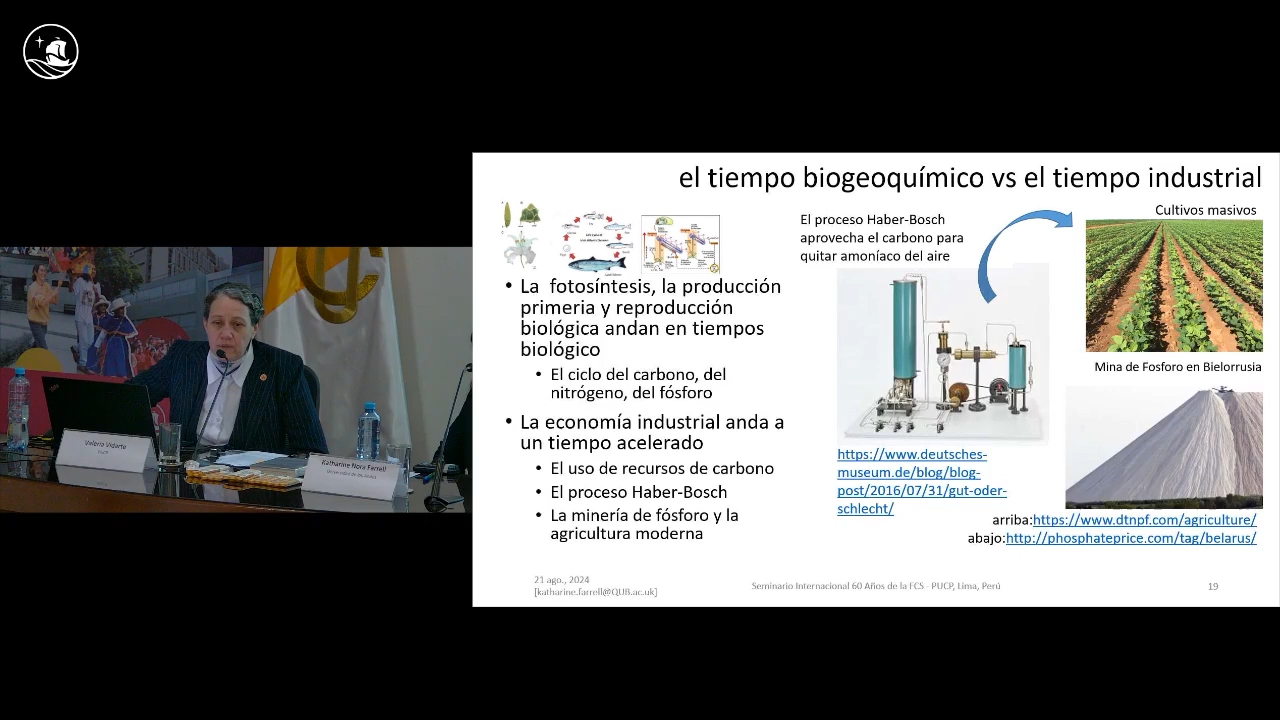 el tiempo biogeoquímico vs el tiempo industrial
• La  fotosíntesis, la producción
primeria y reproducción
biológica andan en tiempos
biológico
• El ciclo del carbono, del
nitrógeno, del fósforo
• La economía industrial anda a
un tiempo acelerado
• El uso de recursos de carbono
• El proceso Haber-Bosch
• La minería de fósforo y la
agricultura moderna
El proceso Haber-Bosch
aprovecha el carbono para
quitar amoníaco del aire
https://www.deutsches-
museum.de/blog/blog-
post/2016/07/31/gut-oder-
schlecht/
Cultivos masivos
Mina de Fosforo en Bielorrusia
arriba:https://www.dtnpf.com/agriculture/
abajo:http://phosphateprice.com/tag/belarus/
21 ago., 2024
[katharine.farrell@QUB.ac.uk]
Seminario Internacional 60 Años de la FCS - PUCP, Lima, Perú
19
Valeria Vidarte
Katharine Nora Farrell